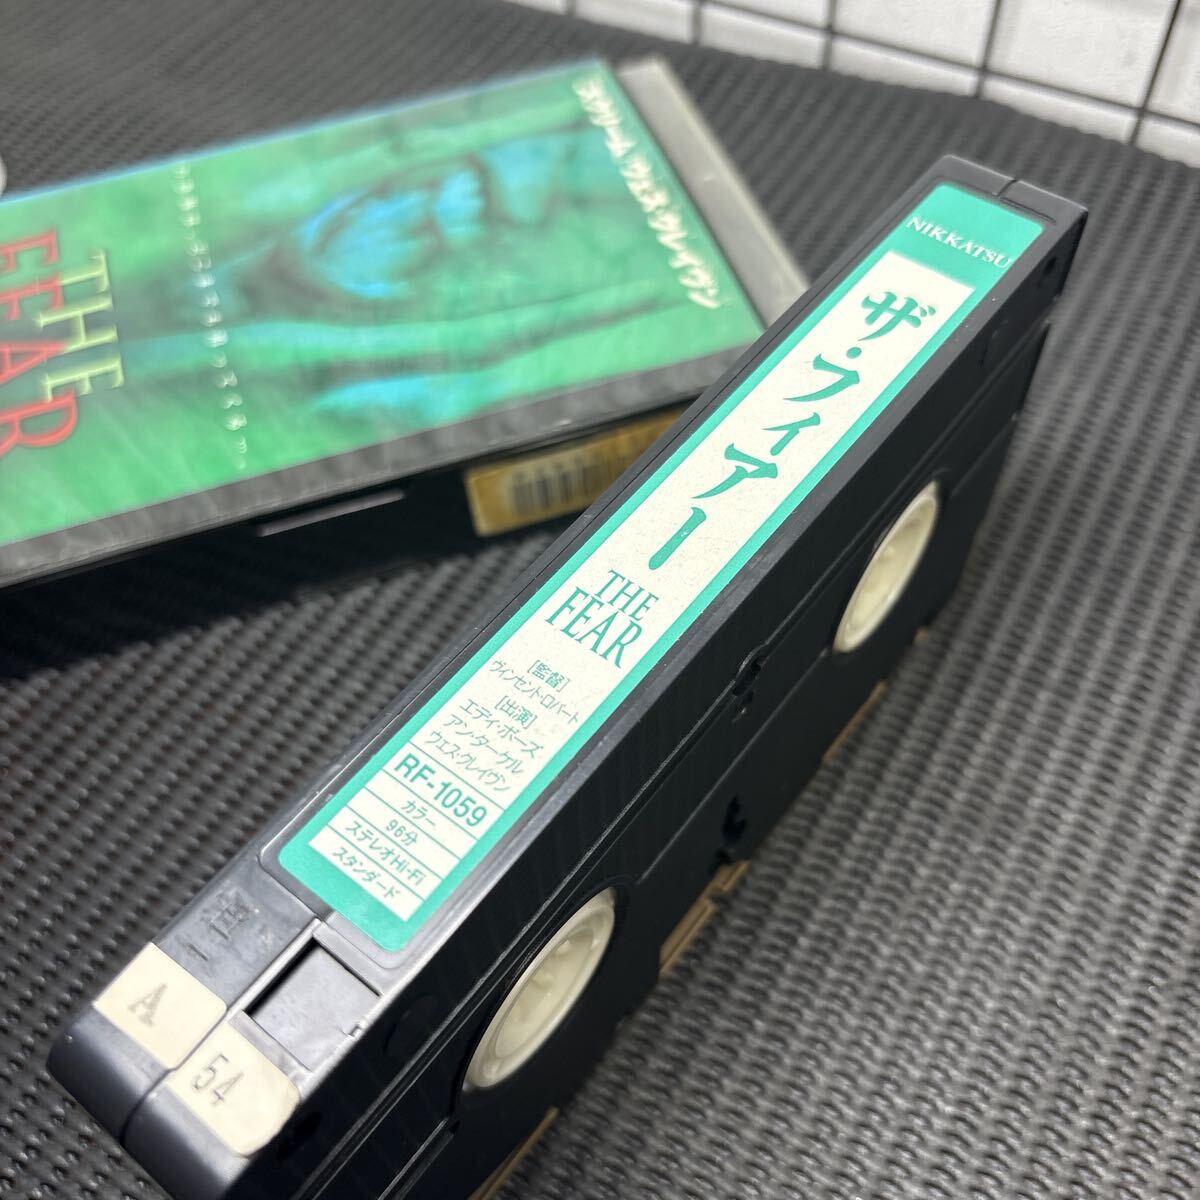 NIKKATSU
ザ・フィアー
THE
FEAR
[監督]
ヴィンセント・ロバート
[出演]
エディ・ボーズ
アン・ターケル
ウェス・クレイヴン
RF-1059
カラー
96分
ステレオHi-Fi
スタンダード
A
54
THE
FEAR